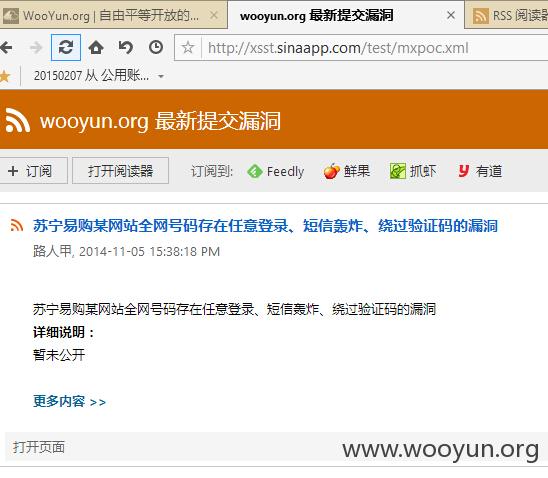 WooYun.org | 自由平等开放的...
wooyun.org 最新提交漏洞
RSS 阅读器
http://xsst.sinaapp.com/test/mxpoc.xml
20150207 从 公用账...
wooyun.org 最新提交漏洞
+ 订阅
打开阅读器
订阅到:
Feedly
鲜果
抓虾
有道
苏宁易购某网站全网号码存在任意登录、短信轰炸、绕过验证码的漏洞
路人甲, 2014-11-05 15:38:18 PM
苏宁易购某网站全网号码存在任意登录、短信轰炸、绕过验证码的漏洞
详细说明：
暂未公开
更多内容 >>
打开页面
www.wooyun.org